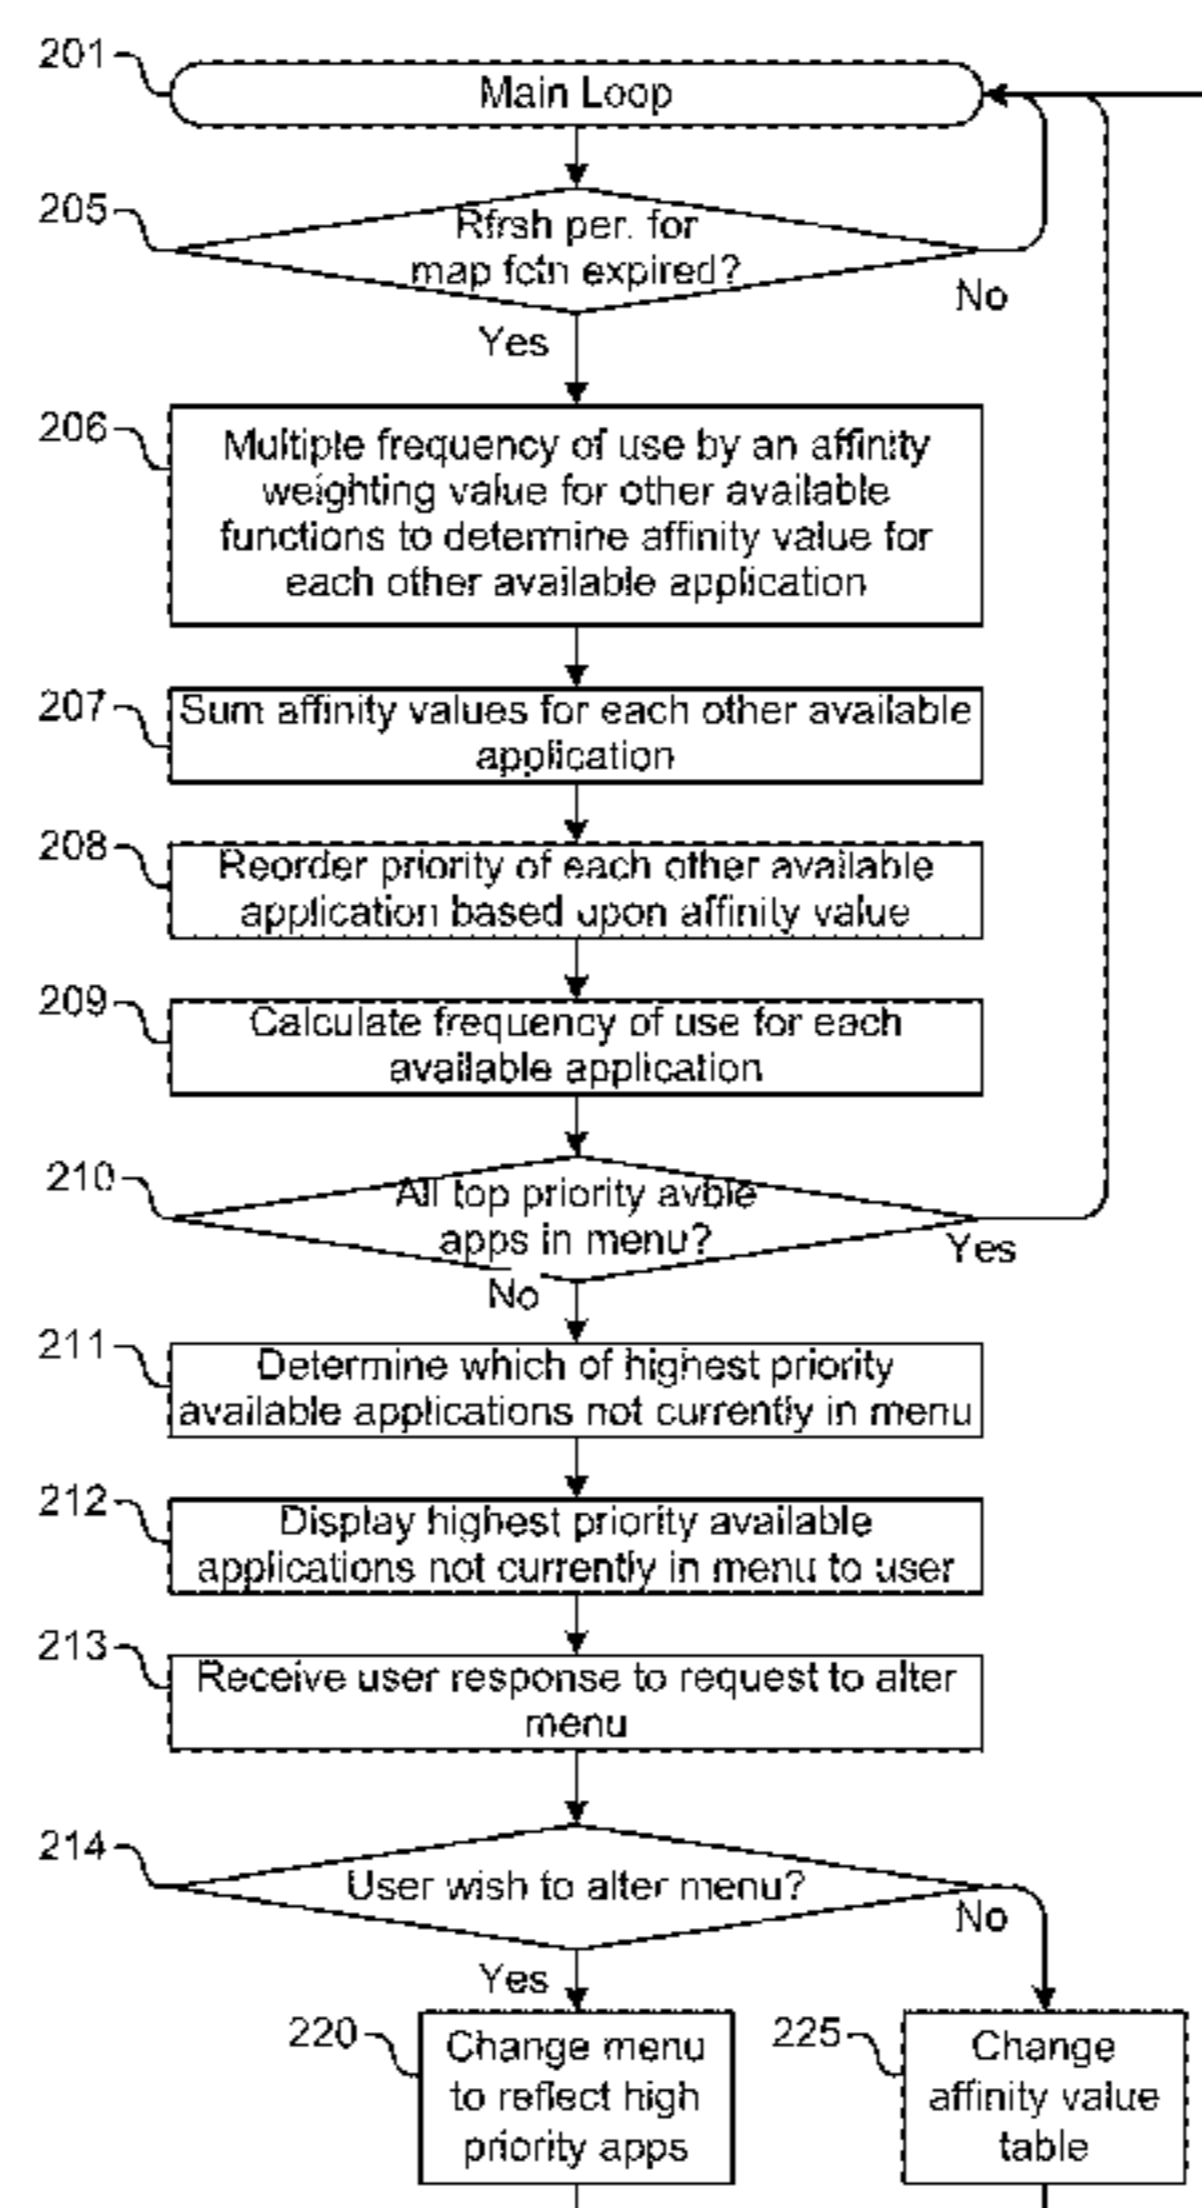 201
Main Loop
205
Rfrsh per. for
map fctn expired?
No
Yes
206
Multiple frequency of use by an affinity
weighting value for other available
functions to determine affinity value for
each other available application
207
Sum affinity values for each other available
application
208
Reorder priority of each other available
application based upon affinity value
209
Calculate frequency of use for each
available application
210
All top priority avble
apps in menu?
Yes
No
211
Determine which of highest priority
available applications not currently in menu
212
Display highest priority available
applications not currently in menu to user
213
Receive user response to request to alter
menu
214
User wish to alter menu?
No
Yes
220
Change menu
to reflect high
priority apps
225
Change
affinity value
table